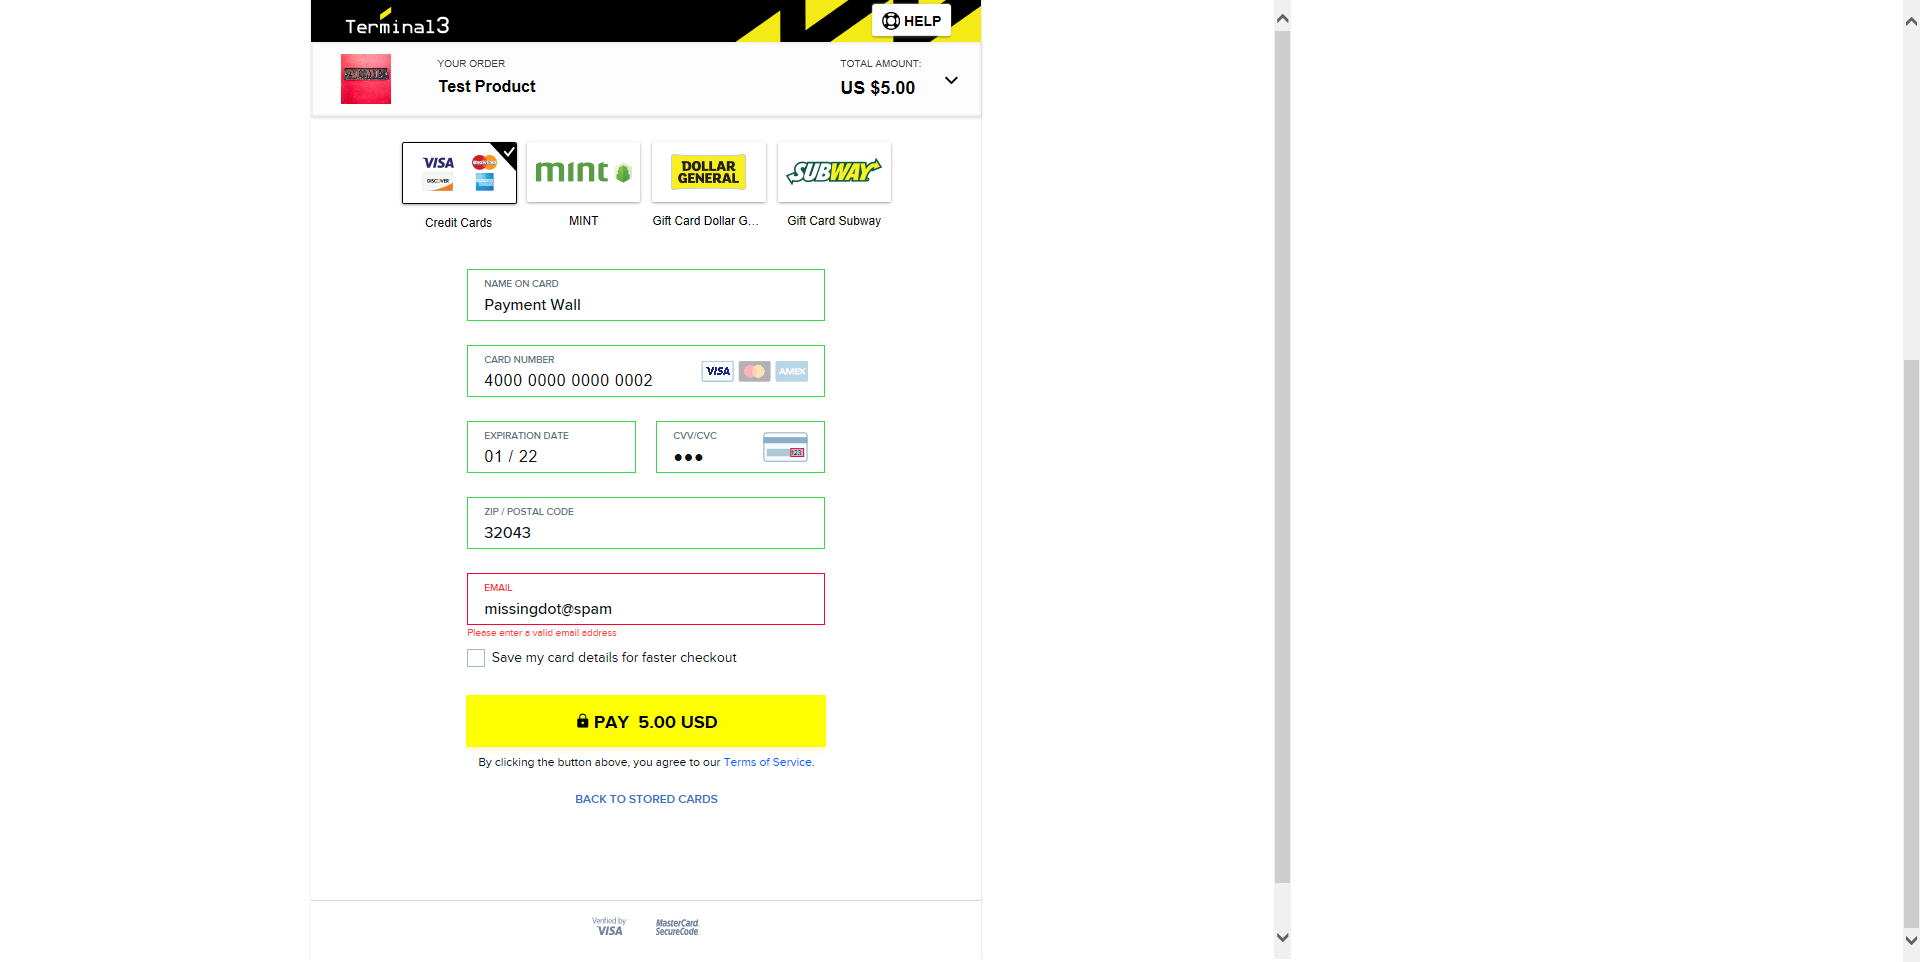 Terminal3
HELP
YOUR ORDER
Test Product
TOTAL AMOUNT:
US $5.00
VISA
MasterCard
DISCOVER
mint
DOLLAR
GENERAL
SUBWAY
Credit Cards
MINT
Gift Card Dollar G...
Gift Card Subway
NAME ON CARD
Payment Wall
CARD NUMBER
4000 0000 0000 0002
VISA
AMEX
EXPIRATION DATE
01 / 22
CVV/CVC
123
ZIP / POSTAL CODE
32043
EMAIL
missingdot@spam
Please enter a valid email address
Save my card details for faster checkout
PAY 5.00 USD
By clicking the button above, you agree to our Terms of Service.
BACK TO STORED CARDS
Verified by
VISA
MasterCard.
SecureCode.